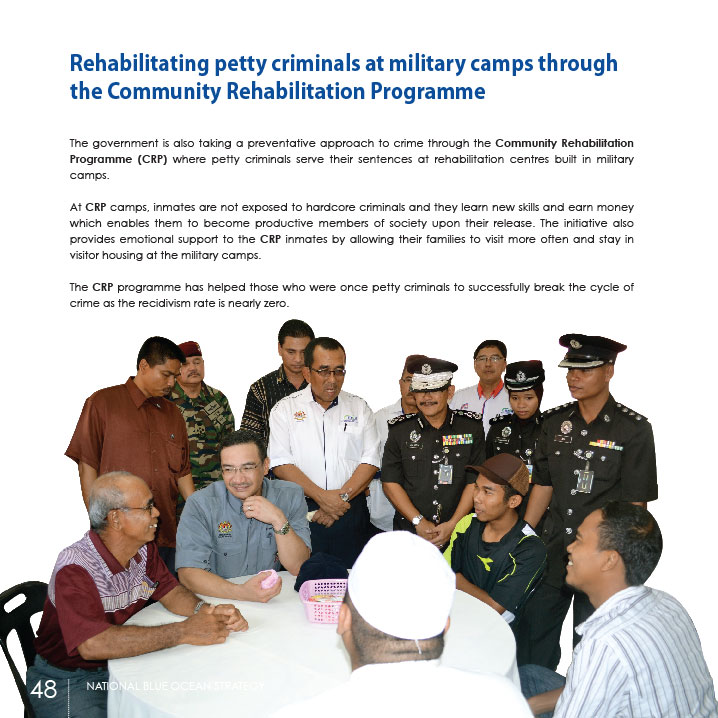 Rehabilitating petty criminals at military camps through
the Community Rehabilitation Programme
The government is also taking a preventative approach to crime through the Community Rehabilitation
Programme (CRP) where petty criminals serve their sentences at rehabilitation centres built in military
camps.
At CRP camps, inmates are not exposed to hardcore criminals and they learn new skills and earn money
which enables them to become productive members of society upon their release. The initiative also
provides emotional support to the CRP inmates by allowing their families to visit more often and stay in
visitor housing at the military camps.
The CRP programme has helped those who were once petty criminals to successfully break the cycle of
crime as the recidivism rate is nearly zero.
48
NATIONAL BLUE OCEAN STRATEGY